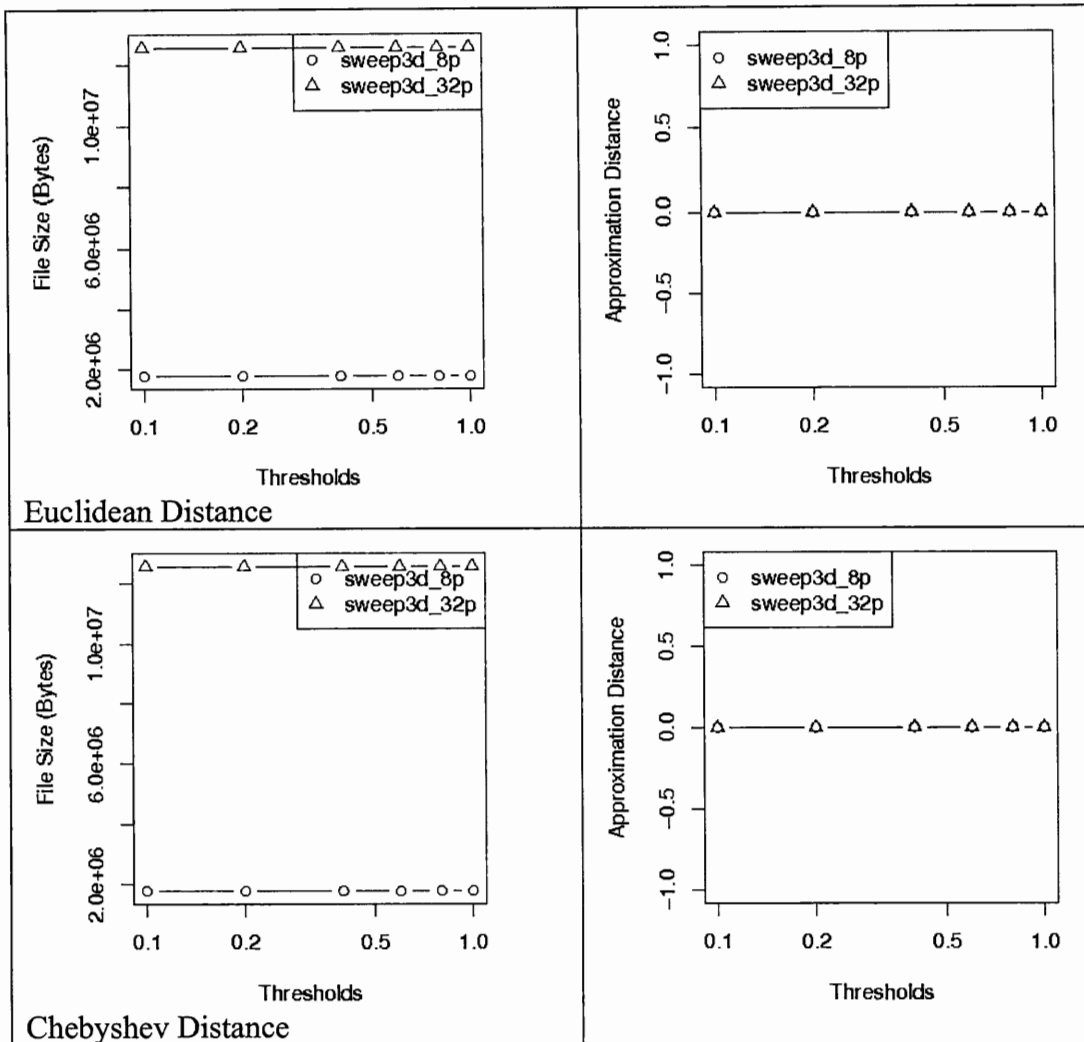 sweep3d_8p
sweep3d_32p
File Size (Bytes)
1.0e+07
6.0e+06
2.0e+06
0.1 0.2 0.5 1.0
Thresholds
sweep3d_8p
sweep3d_32p
Approximation Distance
1.0
0.5
0.0
−0.5
−1.0
0.1 0.2 0.5 1.0
Thresholds
Euclidean Distance
sweep3d_8p
sweep3d_32p
File Size (Bytes)
1.0e+07
6.0e+06
2.0e+06
0.1 0.2 0.5 1.0
Thresholds
sweep3d_8p
sweep3d_32p
Approximation Distance
1.0
0.5
0.0
−0.5
−1.0
0.1 0.2 0.5 1.0
Thresholds
Chebyshev Distance